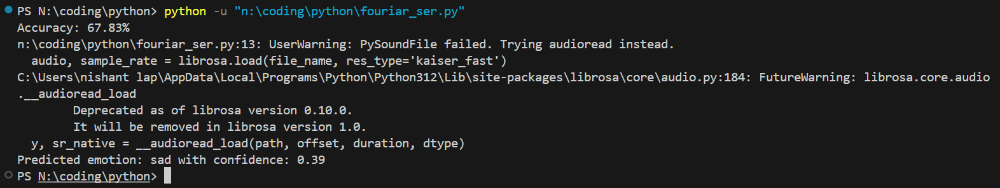 PS N:\coding\python> python -u "n:\coding\python\fouriar_ser.py"
Accuracy: 67.83%
n:\coding\python\fouriar_ser.py:13: UserWarning: PySoundFile failed. Trying audioread instead.
  audio, sample_rate = librosa.load(file_name, res_type='kaiser_fast')
C:\Users\nishant lap\AppData\Local\Programs\Python\Python312\Lib\site-packages\librosa\core\audio.py:184: FutureWarning: librosa.core.audio
.__audioread_load
        Deprecated as of librosa version 0.10.0.
        It will be removed in librosa version 1.0.
  y, sr_native = __audioread_load(path, offset, duration, dtype)
Predicted emotion: sad with confidence: 0.39
PS N:\coding\python>